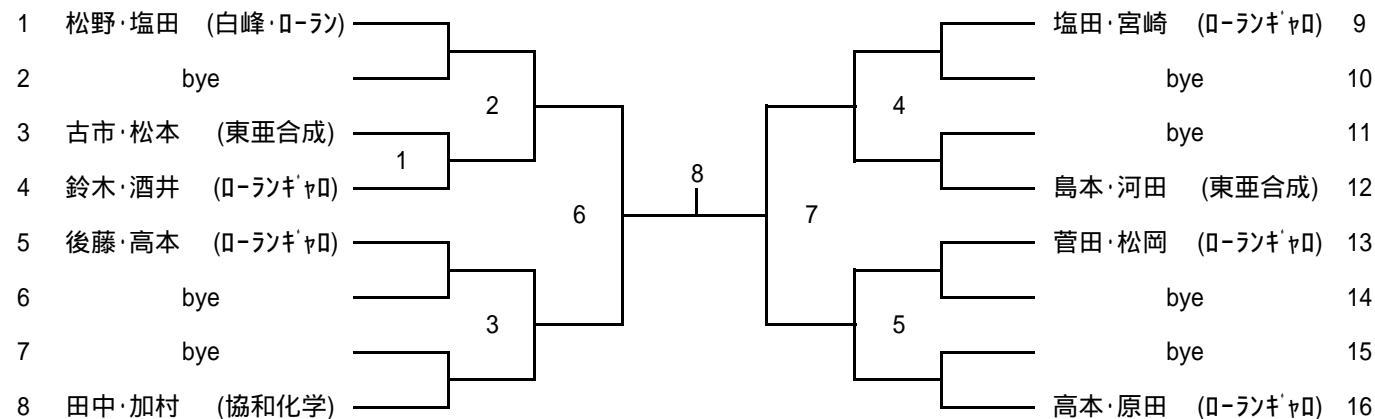 1 松野･塩田 (白峰･ﾛｰﾗﾝ)
2 bye
3 古市･松本 (東亜合成)
4 鈴木･酒井 (ﾛｰﾗﾝｷﾞｬﾛ)
5 後藤･高本 (ﾛｰﾗﾝｷﾞｬﾛ)
6 bye
7 bye
8 田中･加村 (協和化学)
1
2
3
6
8
7
4
5
塩田･宮崎 (ﾛｰﾗﾝｷﾞｬﾛ) 9
bye 10
bye 11
島本･河田 (東亜合成) 12
菅田･松岡 (ﾛｰﾗﾝｷﾞｬﾛ) 13
bye 14
bye 15
高本･原田 (ﾛｰﾗﾝｷﾞｬﾛ) 16